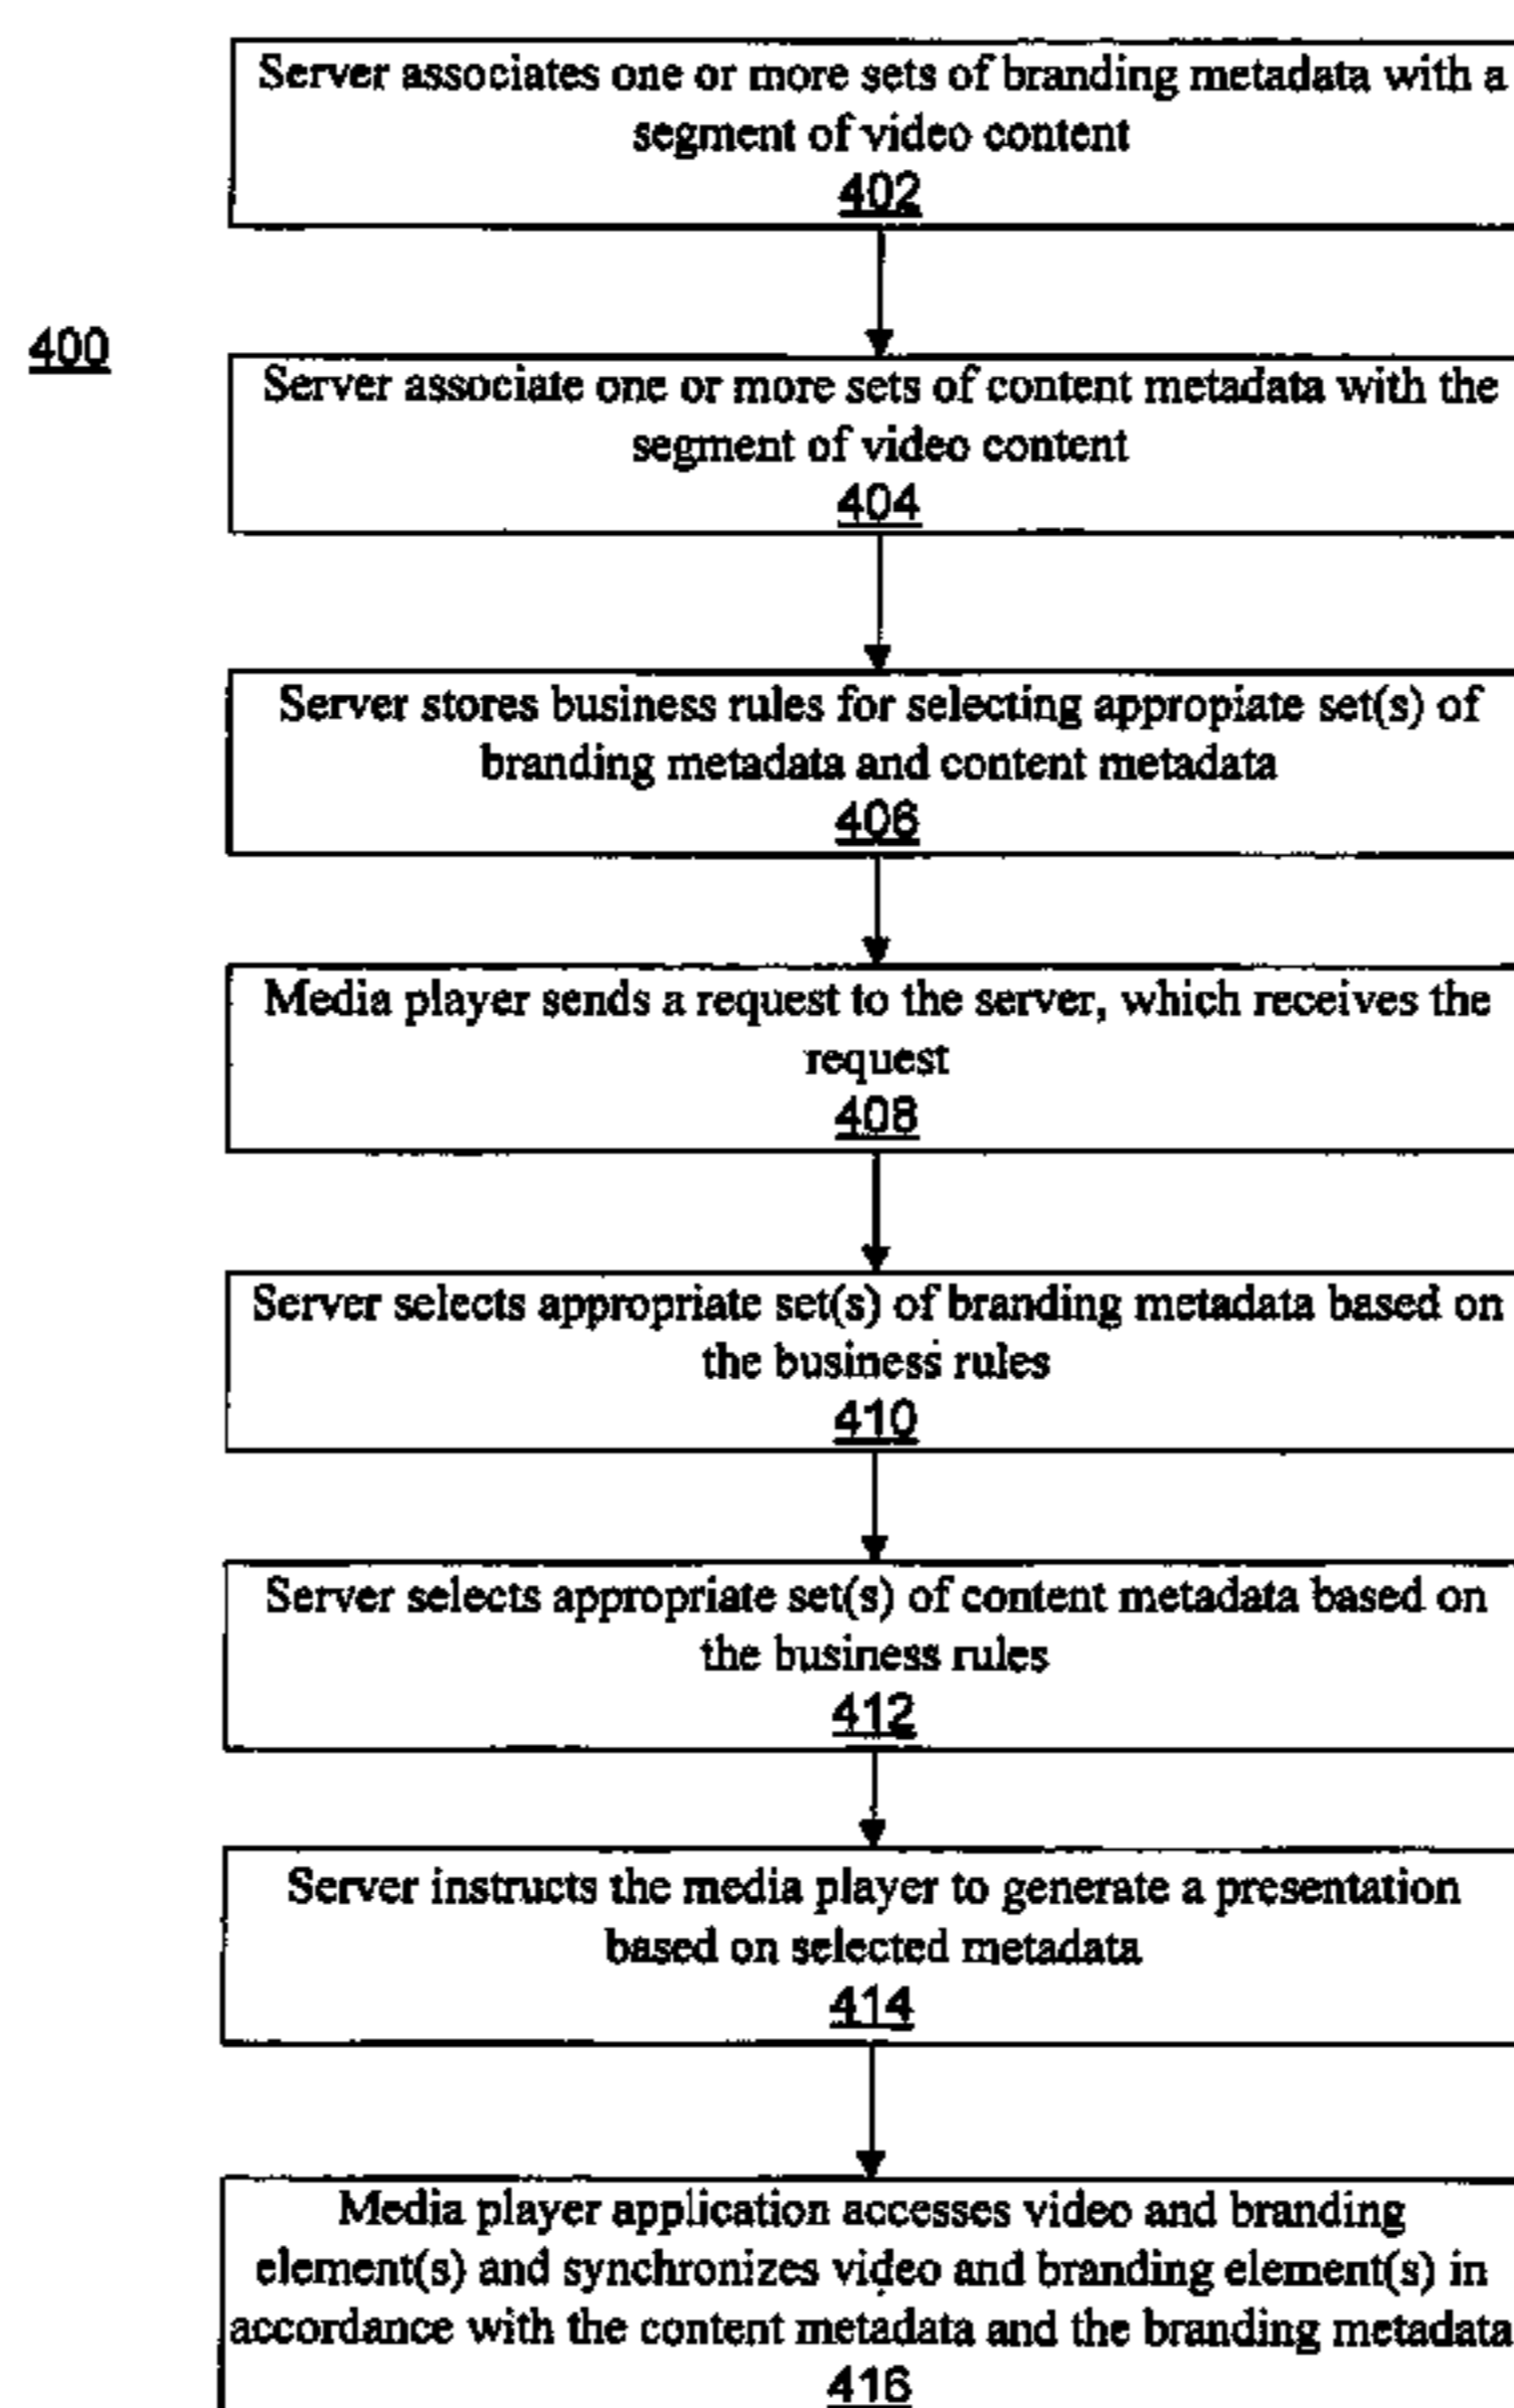 Server associates one or more sets of branding metadata with a
segment of video content
402
400
Server associate one or more sets of content metadata with the
segment of video content
404
Server stores business rules for selecting appropiate set(s) of
branding metadata and content metadata
406
Media player sends a request to the server, which receives the
request
408
Server selects appropriate set(s) of branding metadata based on
the business rules
410
Server selects appropriate set(s) of content metadata based on
the business rules
412
Server instructs the media player to generate a presentation
based on selected metadata
414
Media player application accesses video and branding
element(s) and synchronizes video and branding element(s) in
accordance with the content metadata and the branding metadata
416